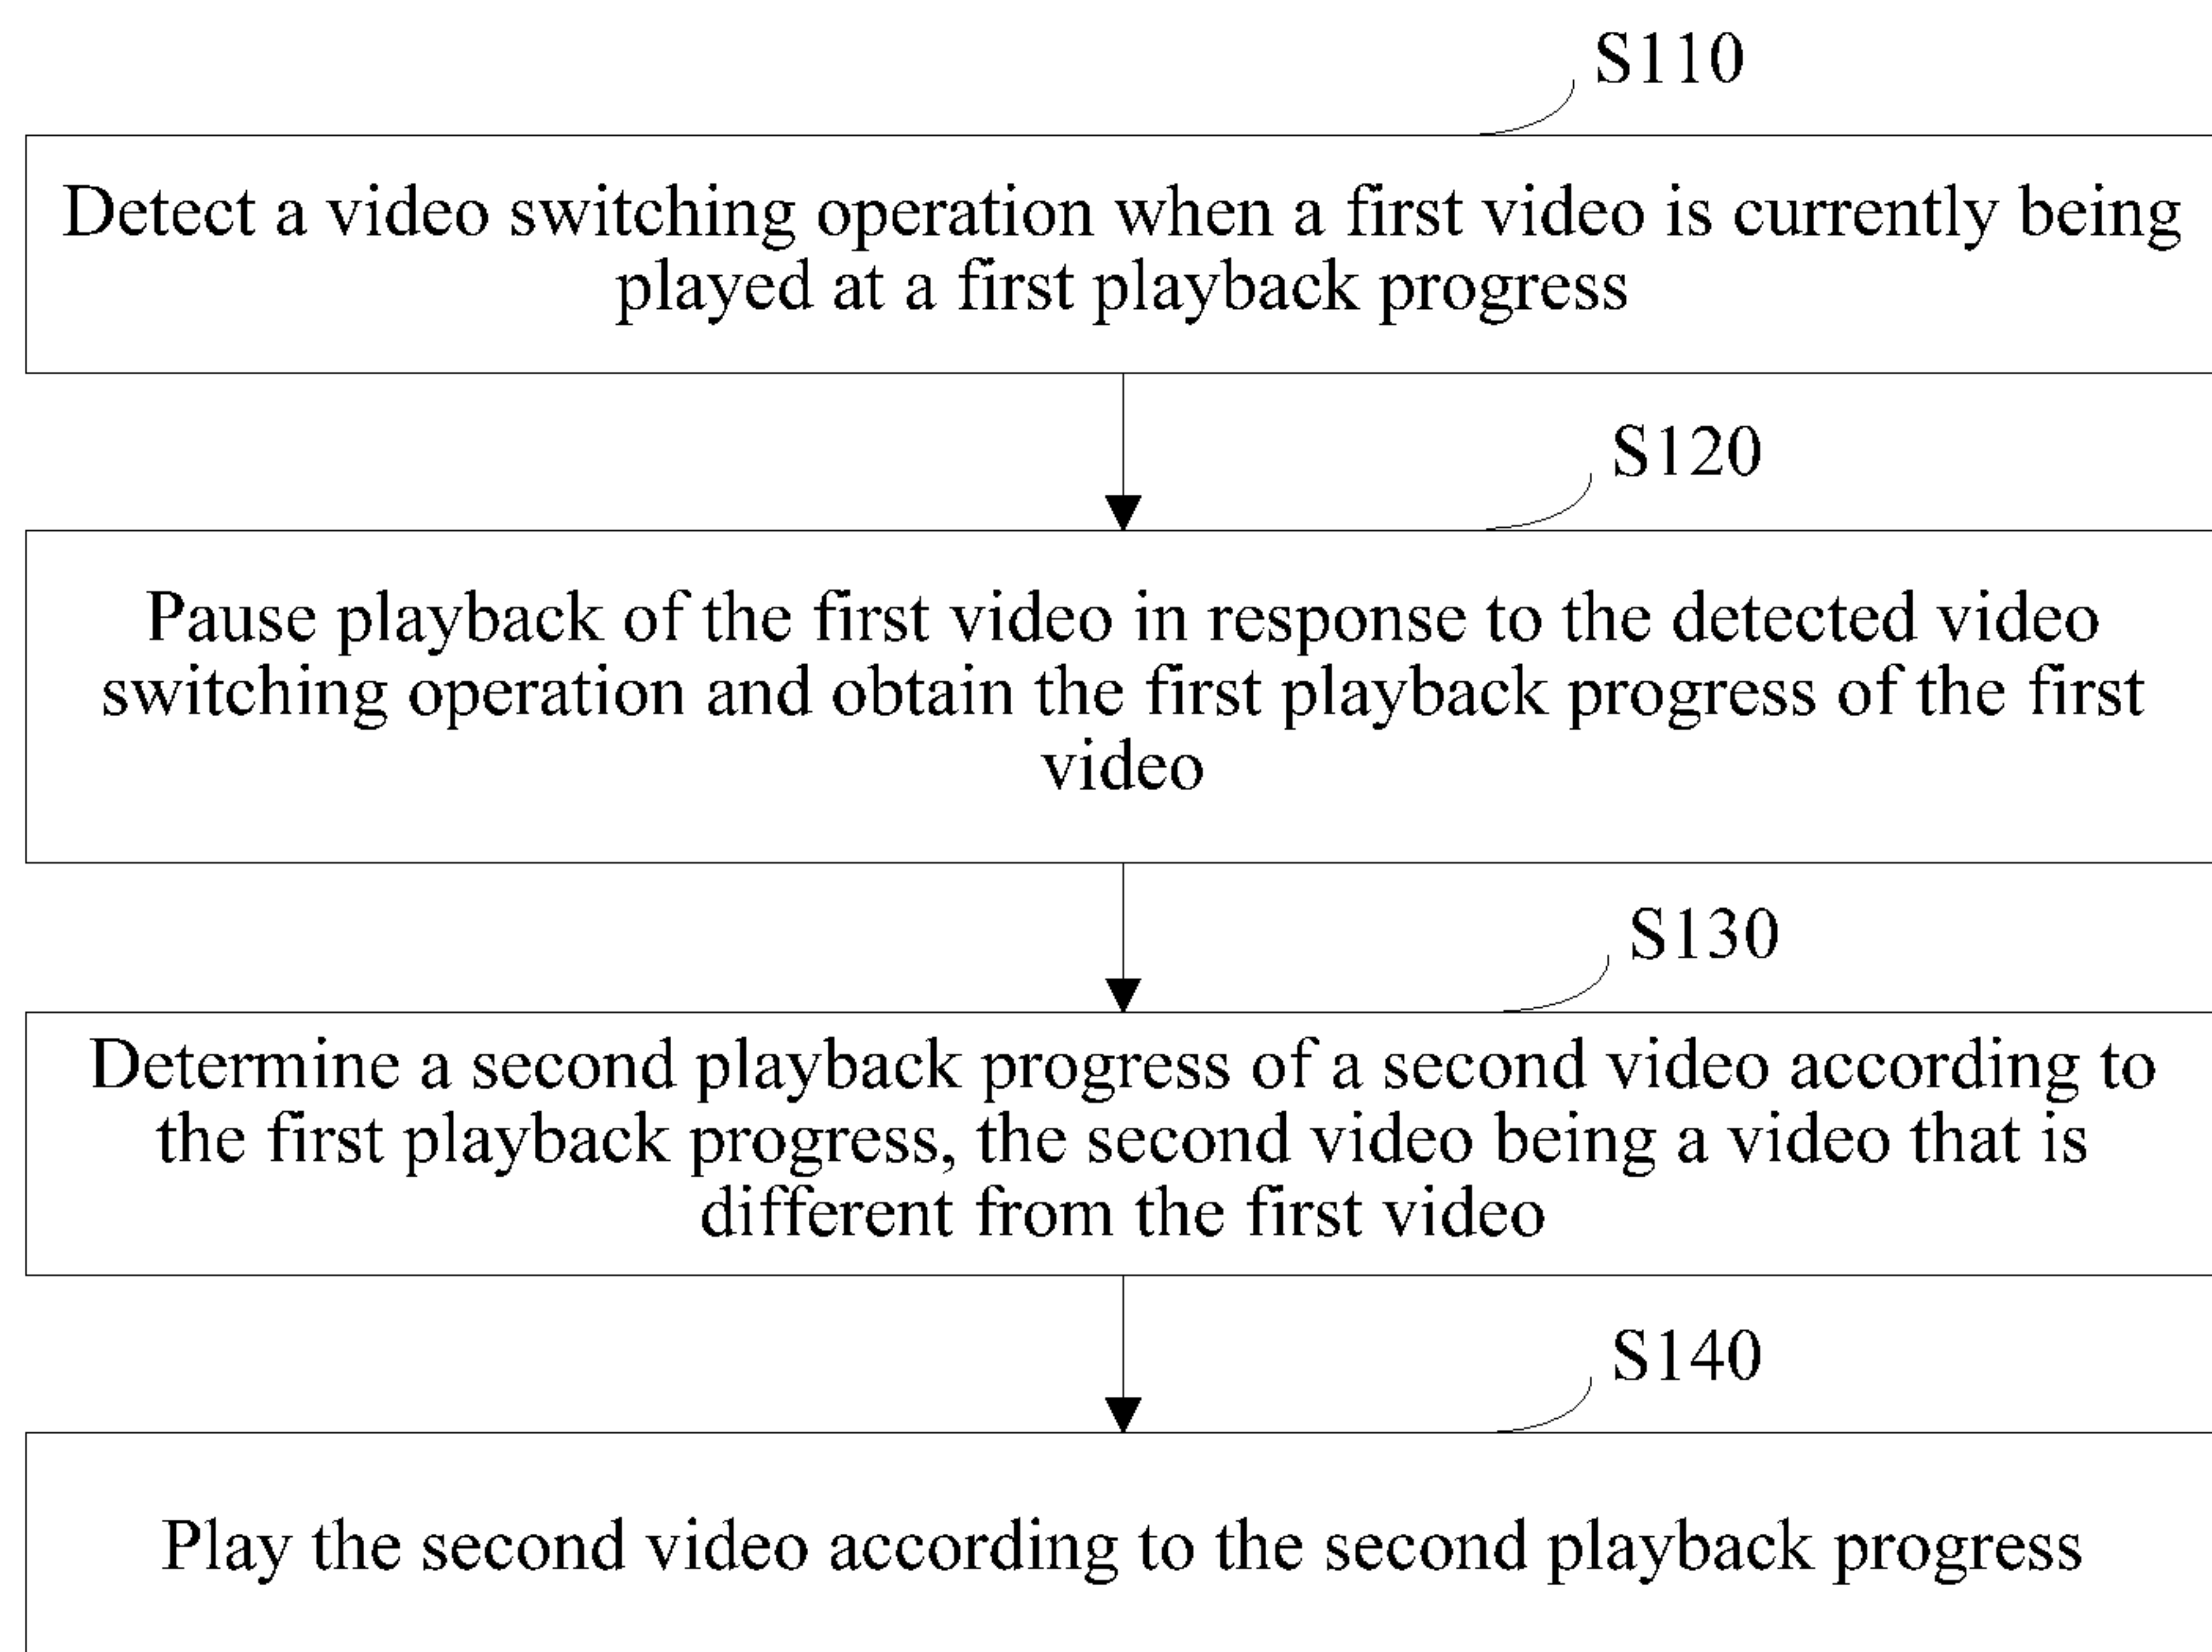 S110
Detect a video switching operation when a first video is currently being
played at a first playback progress
S120
Pause playback of the first video in response to the detected video
switching operation and obtain the first playback progress of the first
video
S130
Determine a second playback progress of a second video according to
the first playback progress, the second video being a video that is
different from the first video
S140
Play the second video according to the second playback progress